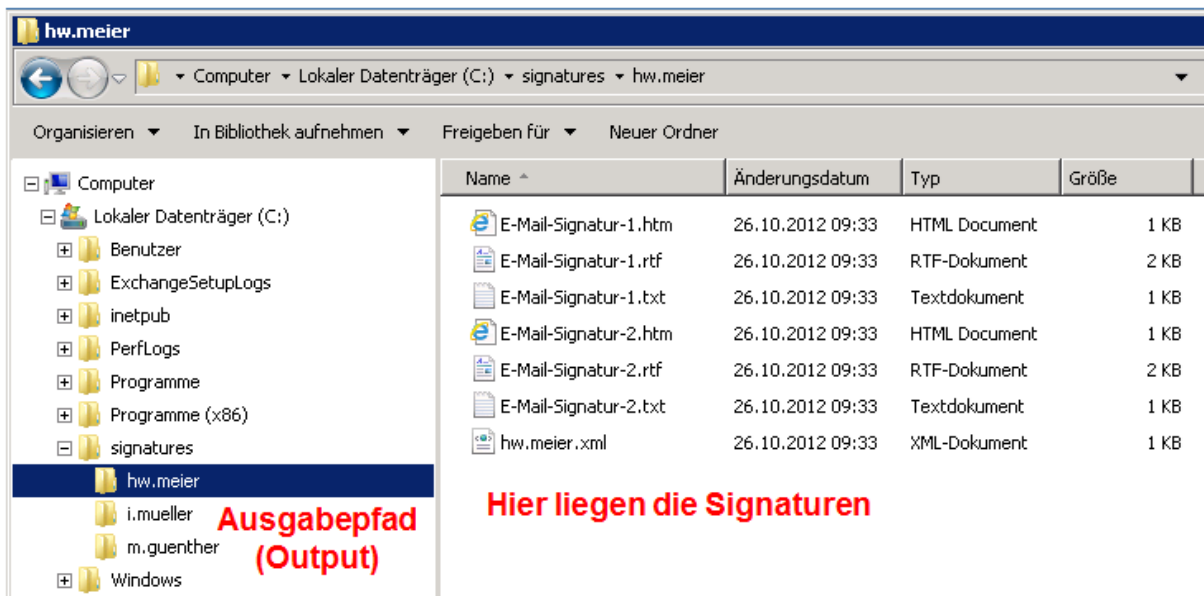 hw.meier
Computer Lokaler Datenträger (C:) signatures hw.meier
Organisieren In Bibliothek aufnehmen Freigeben für Neuer Ordner
Computer
Lokaler Datenträger (C:)
Benutzer
ExchangeSetupLogs
inetpub
PerfLogs
Programme
Programme (x86)
signatures
hw.meier
i.mueller
m.guenther
Windows
Ausgabepfad
(Output)
Name Änderungsdatum Typ Größe
E-Mail-Signatur-1.htm 26.10.2012 09:33 HTML Document 1 KB
E-Mail-Signatur-1.rtf 26.10.2012 09:33 RTF-Dokument 2 KB
E-Mail-Signatur-1.txt 26.10.2012 09:33 Textdokument 1 KB
E-Mail-Signatur-2.htm 26.10.2012 09:33 HTML Document 1 KB
E-Mail-Signatur-2.rtf 26.10.2012 09:33 RTF-Dokument 2 KB
E-Mail-Signatur-2.txt 26.10.2012 09:33 Textdokument 1 KB
hw.meier.xml 26.10.2012 09:33 XML-Dokument 1 KB
Hier liegen die Signaturen